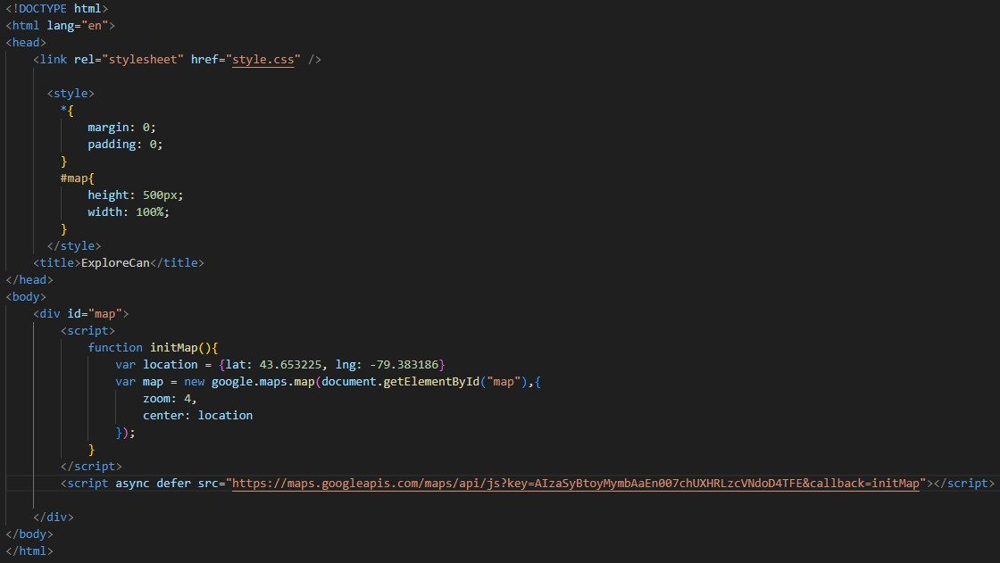 <!DOCTYPE html>
<html lang="en">
<head>
    <link rel="stylesheet" href="style.css" />

      <style>
        *{
            margin: 0;
            padding: 0;
        }
        #map{
            height: 500px;
            width: 100%;
        }
      </style>
    <title>ExploreCan</title>
</head>
<body>
    <div id="map">
        <script>
            function initMap(){
                var location = {lat: 43.653225, lng: -79.383186}
                var map = new google.maps.map(document.getElementById("map"),{
                    zoom: 4,
                    center: location
                });
            }
        </script>
        <script async defer src="https://maps.googleapis.com/maps/api/js?key=AIzaSyBtoyMymbAaEn007chUXHRLzcVNdoD4TFE&callback=initMap"></script>

    </div>
</body>
</html>